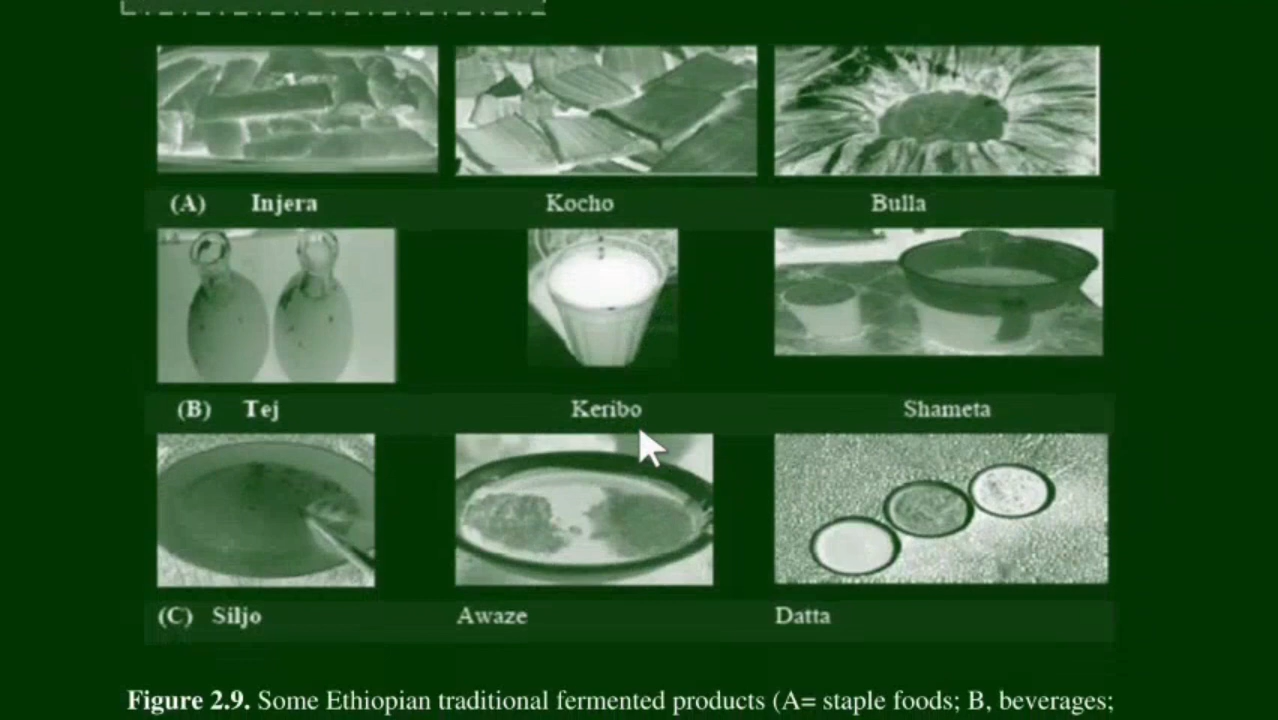 (A) Injera Kocho Bulla
(B) Tej Keribo Shameta
(C) Siljo Awaze Datta
Figure 2.9. Some Ethiopian traditional fermented products (A= staple foods; B, beverages;